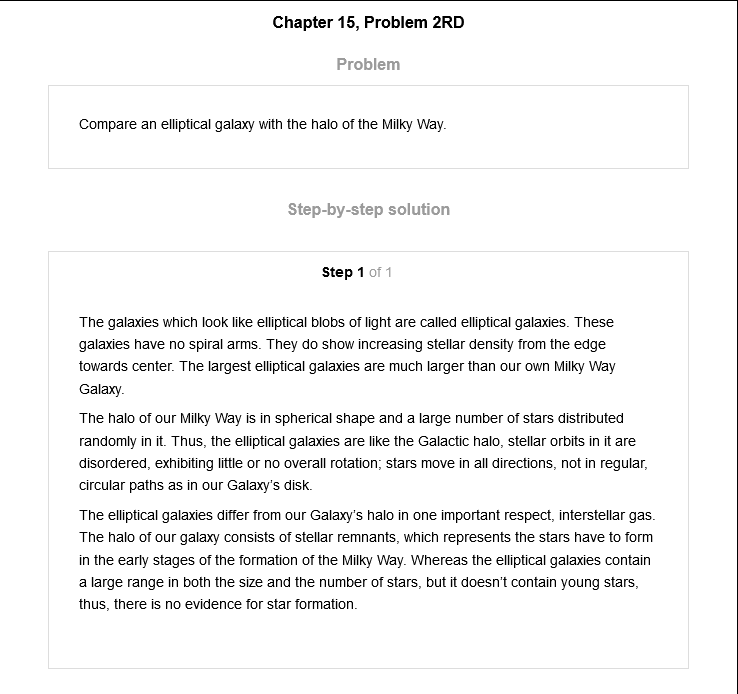 Chapter 15, Problem 2RD
Problem
Compare an elliptical galaxy with the halo of the Milky Way.
Step-by-step solution
Step 1 of 1
The galaxies which look like elliptical blobs of light are called elliptical galaxies. These
galaxies have no spiral arms. They do show increasing stellar density from the edge
towards center. The largest elliptical galaxies are much larger than our own Milky Way
Galaxy.
The halo of our Milky Way is in spherical shape and a large number of stars distributed
randomly in it. Thus, the elliptical galaxies are like the Galactic halo, stellar orbits in it are
disordered, exhibiting little or no overall rotation; stars move in all directions, not in regular,
circular paths as in our Galaxy’s disk.
The elliptical galaxies differ from our Galaxy’s halo in one important respect, interstellar gas.
The halo of our galaxy consists of stellar remnants, which represents the stars have to form
in the early stages of the formation of the Milky Way. Whereas the elliptical galaxies contain
a large range in both the size and the number of stars, but it doesn’t contain young stars,
thus, there is no evidence for star formation.